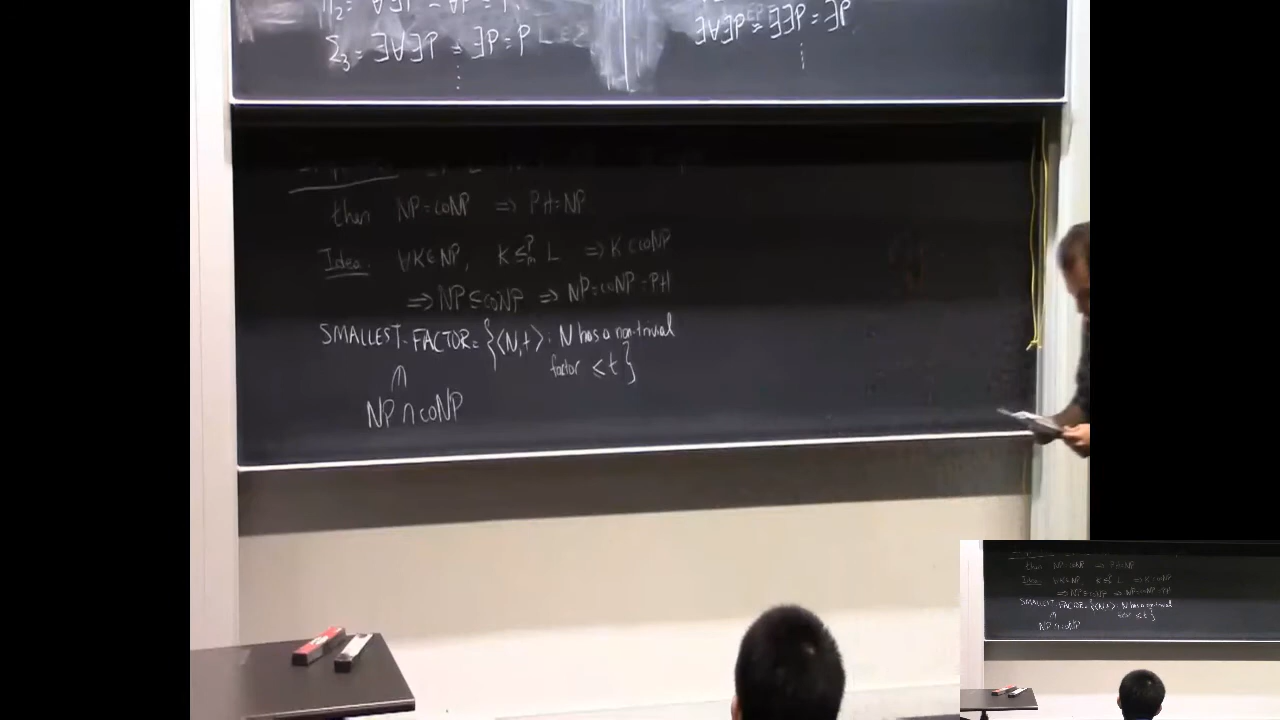 Π₂ = ∀∃P = ∀P = P.
Σ₃ = ∃∀∃P = ∃P = P
⋮
∃∀∃P = ∃∃P = ∃P
⋮
then NP = coNP ⇒ PH = NP
Idea: ∀K∈NP, K ≤ᵖₘ L ⇒ K∈coNP
⇒ NP ⊆ coNP ⇒ NP = coNP = PH
SMALLEST-FACTOR = {⟨N,t⟩ : N has a non-trivial
factor ≤ t}
∩
NP ∩ coNP